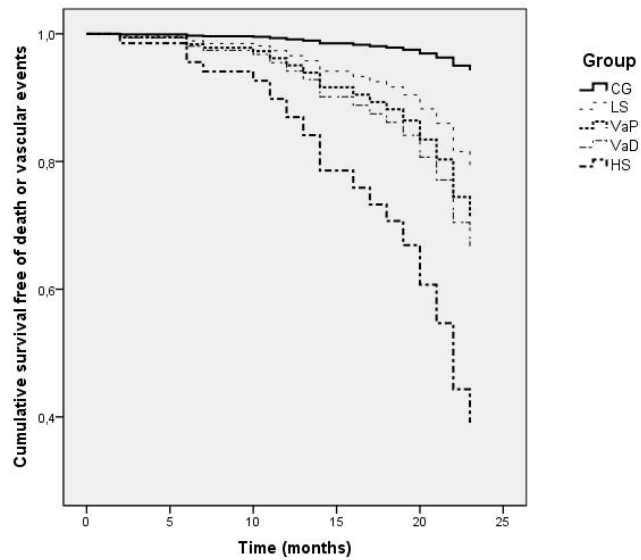 Cumulative survival free of death or vascular events
1,0
0,8
0,6
0,4
0
5
10
15
20
25
Time (months)
Group
CG
LS
VaP
VaD
HS